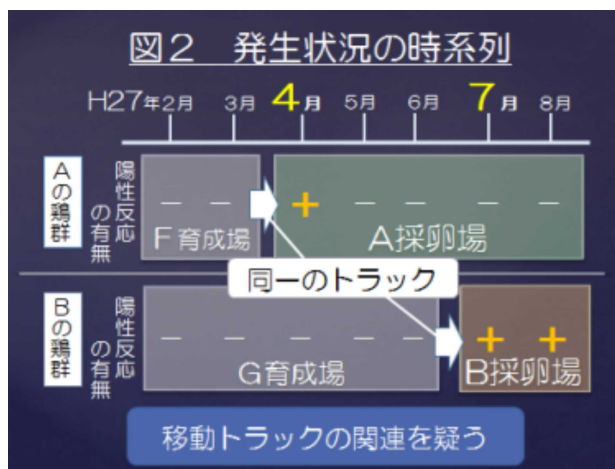 図2 発生状況の時系列
H27年2月 3月 4月 5月 6月 7月 8月
Aの鶏群
陽性反応
の有無
－ － ＋ － － － －
F育成場
A採卵場
同一のトラック
Bの鶏群
陽性反応
の有無
－ － － － － ＋ ＋
G育成場
B採卵場
移動トラックの関連を疑う